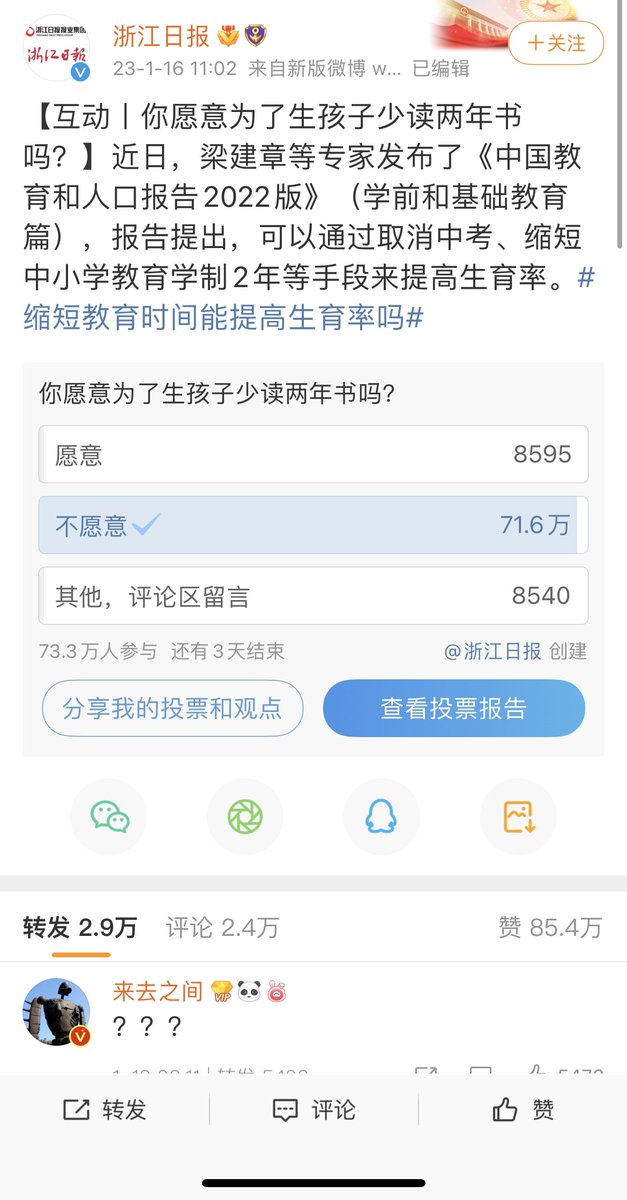 浙江日报报业集团
浙江日報
浙江日报
23-1-16 11:02 来自新版微博 w... 已编辑
＋关注
【互动丨你愿意为了生孩子少读两年书
吗？】近日，梁建章等专家发布了《中国教
育和人口报告2022版》（学前和基础教育
篇），报告提出，可以通过取消中考、缩短
中小学教育学制2年等手段来提高生育率。#
缩短教育时间能提高生育率吗#
你愿意为了生孩子少读两年书吗？
愿意 8595
不愿意 71.6万
其他，评论区留言 8540
73.3万人参与 还有3天结束 @浙江日报 创建
分享我的投票和观点 查看投票报告
转发 2.9万 评论 2.4万 赞 85.4万
来去之间 VIP
？？？
转发 评论 赞